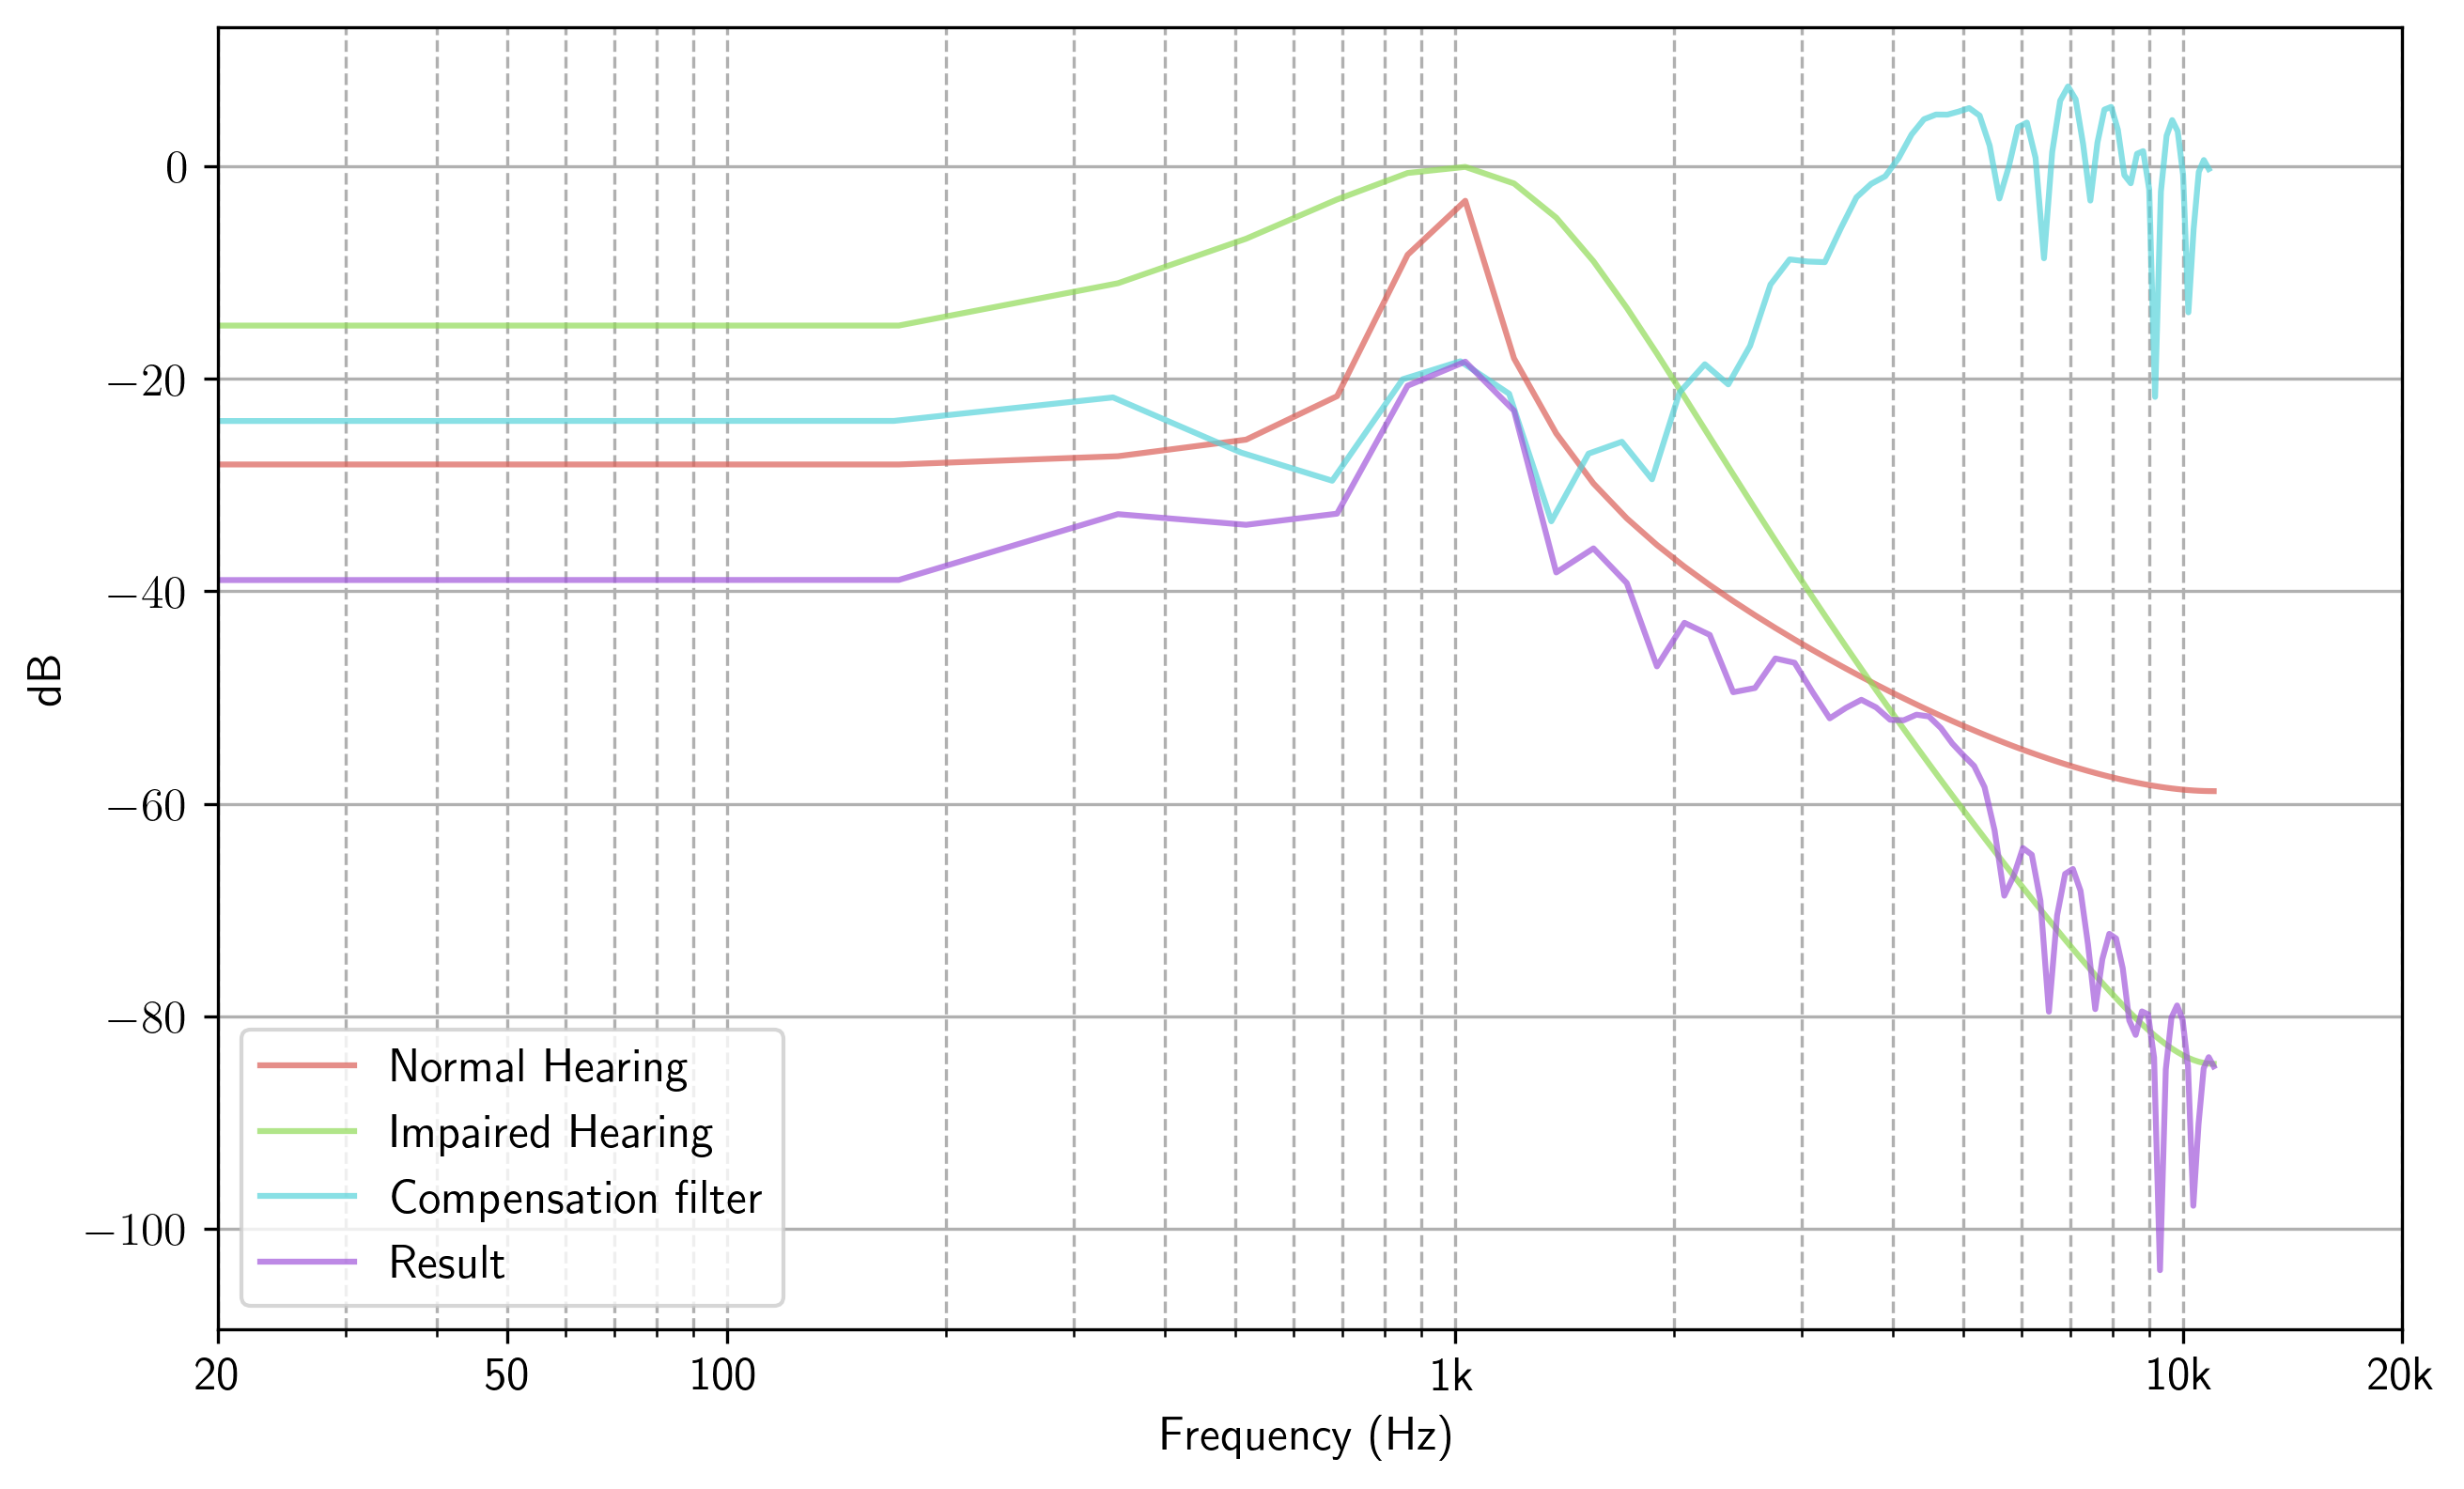 0
−20
−40
−60
−80
−100
dB
Normal Hearing
Impaired Hearing
Compensation filter
Result
20 50 100 1k 10k 20k
Frequency (Hz)